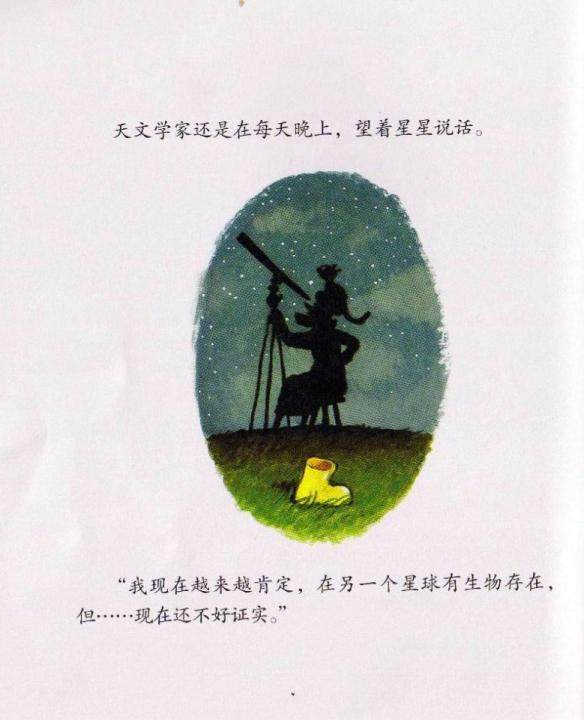 天文学家还是在每天晚上，望着星星说话。
“我现在越来越肯定，在另一个星球有生物存在，
但……现在还不好证实。”